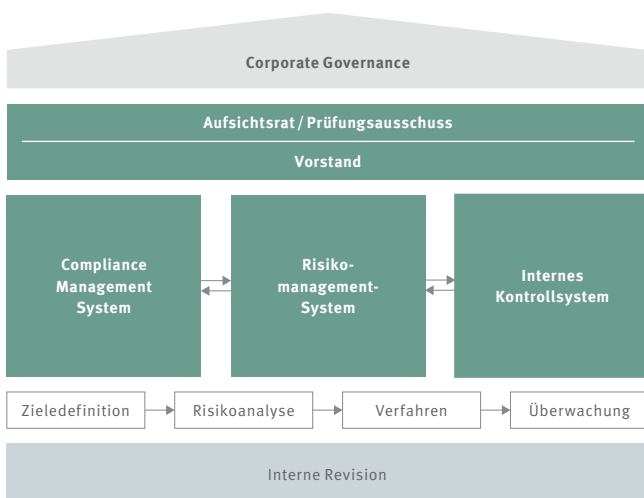 Corporate Governance
Aufsichtsrat / Prüfungsausschuss
Vorstand
Compliance
Management
System
Risiko-
management-
System
Internes
Kontrollsystem
Zieledefinition
Risikoanalyse
Verfahren
Überwachung
Interne Revision